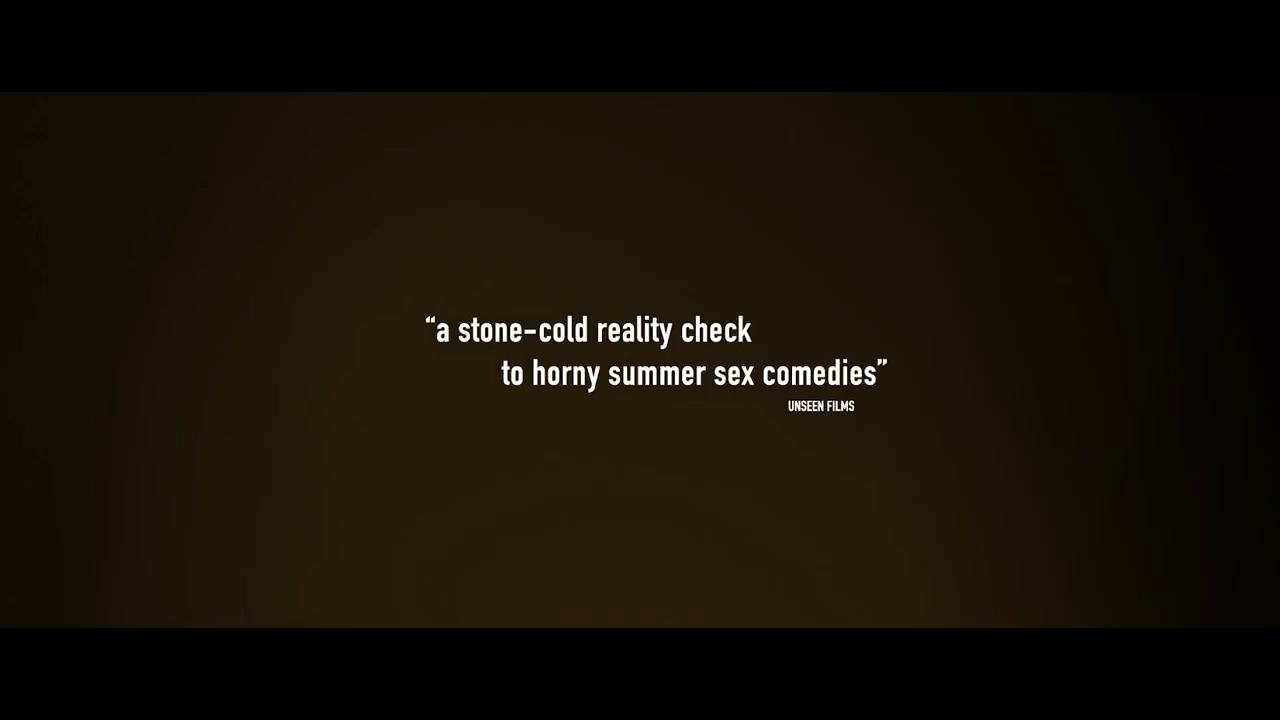 “a stone-cold reality check
to horny summer sex comedies”
UNSEEN FILMS